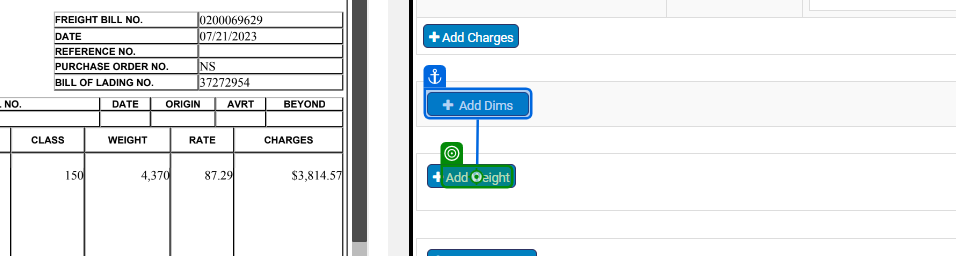 FREIGHT BILL NO. 0200069629
DATE 07/21/2023
REFERENCE NO.
PURCHASE ORDER NO. NS
BILL OF LADING NO. 37272954
NO. DATE ORIGIN AVRT BEYOND
CLASS WEIGHT RATE CHARGES
150 4,370 87.29 $3,814.57
+ Add Charges
+ Add Dims
+ Add Weight